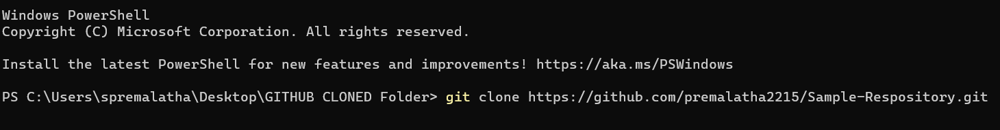 Windows PowerShell
Copyright (C) Microsoft Corporation. All rights reserved.
Install the latest PowerShell for new features and improvements! https://aka.ms/PSWindows
PS C:\Users\spremalatha\Desktop\GITHUB CLONED Folder> git clone https://github.com/premalatha2215/Sample-Respository.git